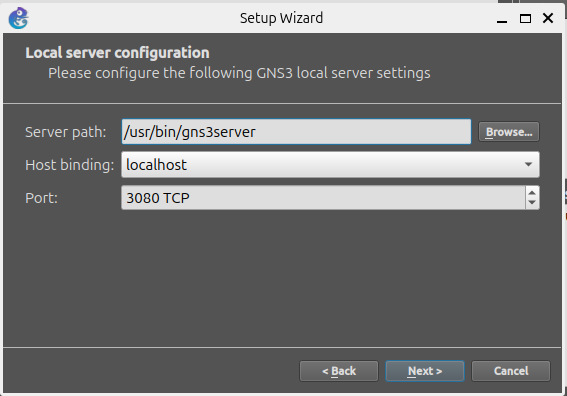 Setup Wizard
Local server configuration
Please configure the following GNS3 local server settings
Server path: /usr/bin/gns3server Browse...
Host binding: localhost
Port: 3080 TCP
< Back Next > Cancel